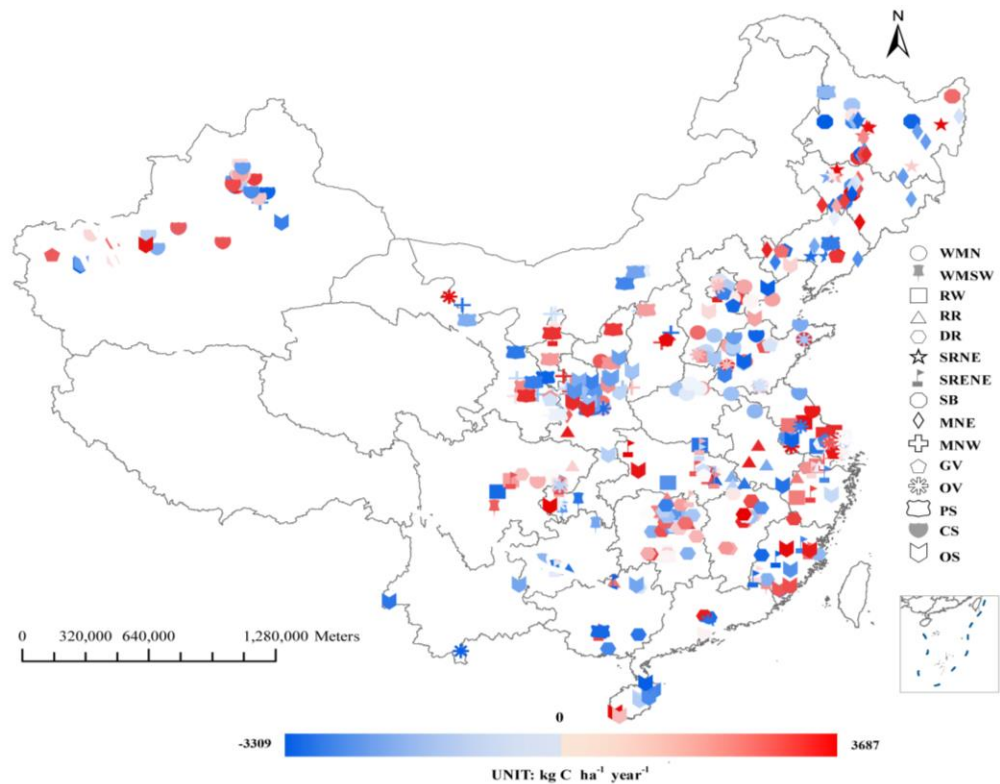 N
WMN
WMSW
RW
RR
DR
SRNE
SRENE
SB
MNE
MNW
GV
OV
PS
CS
OS
0 320,000 640,000 1,280,000 Meters
0
-3309 3687
UNIT: kg C ha⁻¹ year⁻¹